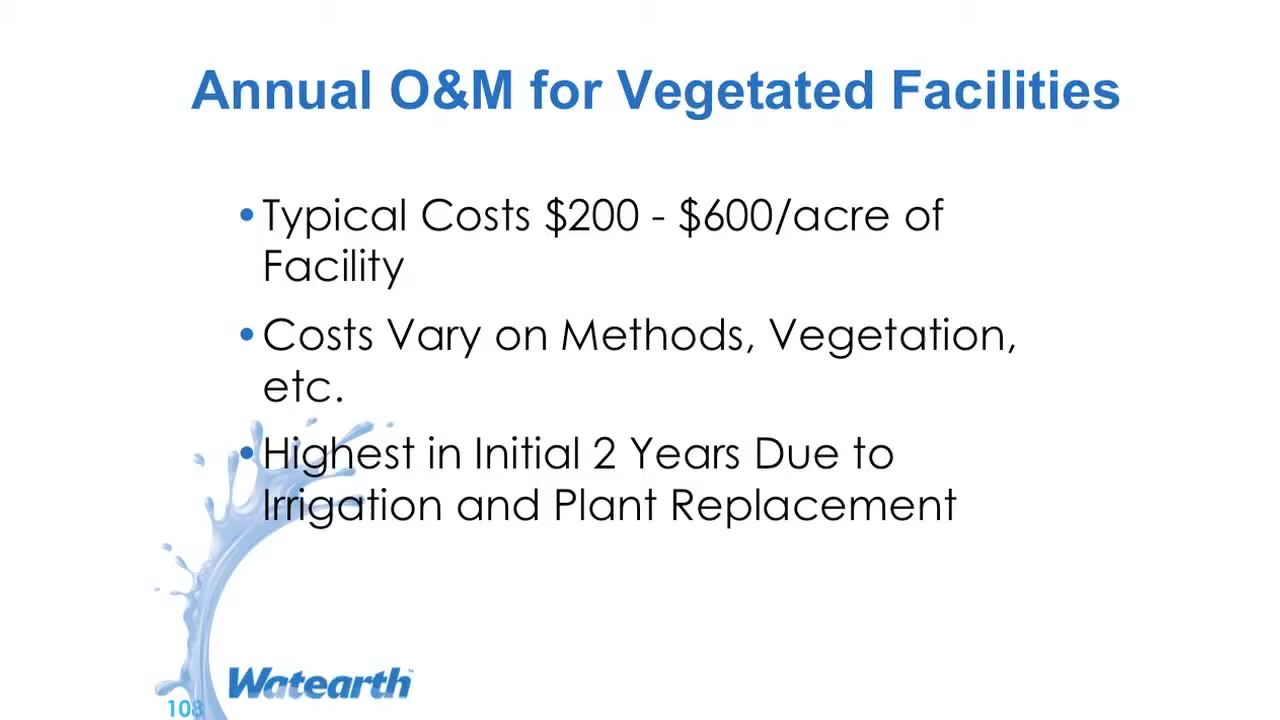 Annual O&M for Vegetated Facilities
•Typical Costs $200 - $600/acre of
Facility
•Costs Vary on Methods, Vegetation,
etc.
•Highest in Initial 2 Years Due to
Irrigation and Plant Replacement
Watearth™
108